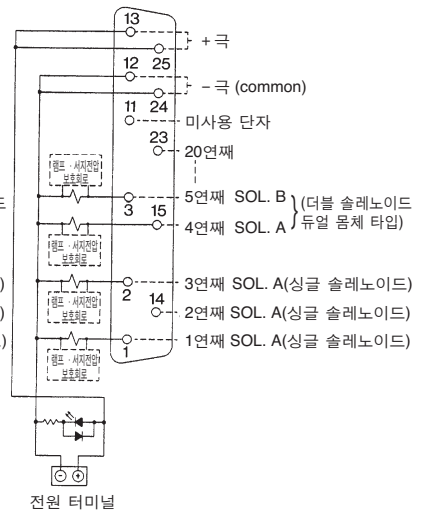 13
+극
12 25
-극 (common)
24
11 미사용 단자
23
20연째
램프 · 서지전압
보호회로
5연째 SOL. B
3 15
4연째 SOL. A
(더블 솔레노이드
듀얼 몸체 타입)
램프 · 서지전압
보호회로
3연째 SOL. A(싱글 솔레노이드)
2 14
램프 · 서지전압
보호회로
2연째 SOL. A(싱글 솔레노이드)
1연째 SOL. A(싱글 솔레노이드)
1
램프 · 서지전압
보호회로
전원 터미널